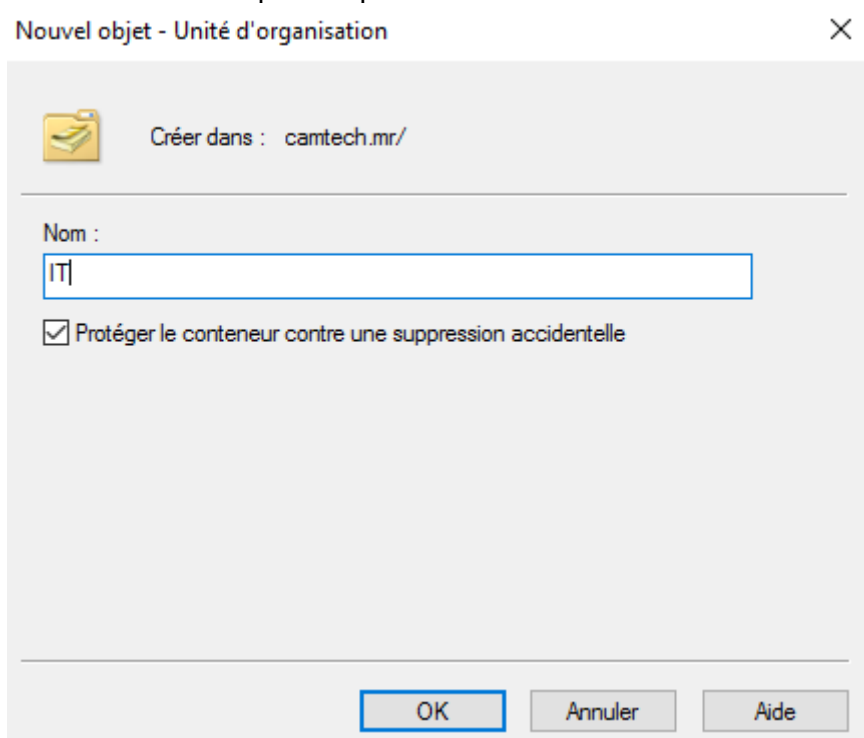 Nouvel objet - Unité d'organisation
Créer dans : camtech.mr/
Nom :
IT
Protéger le conteneur contre une suppression accidentelle
OK Annuler Aide